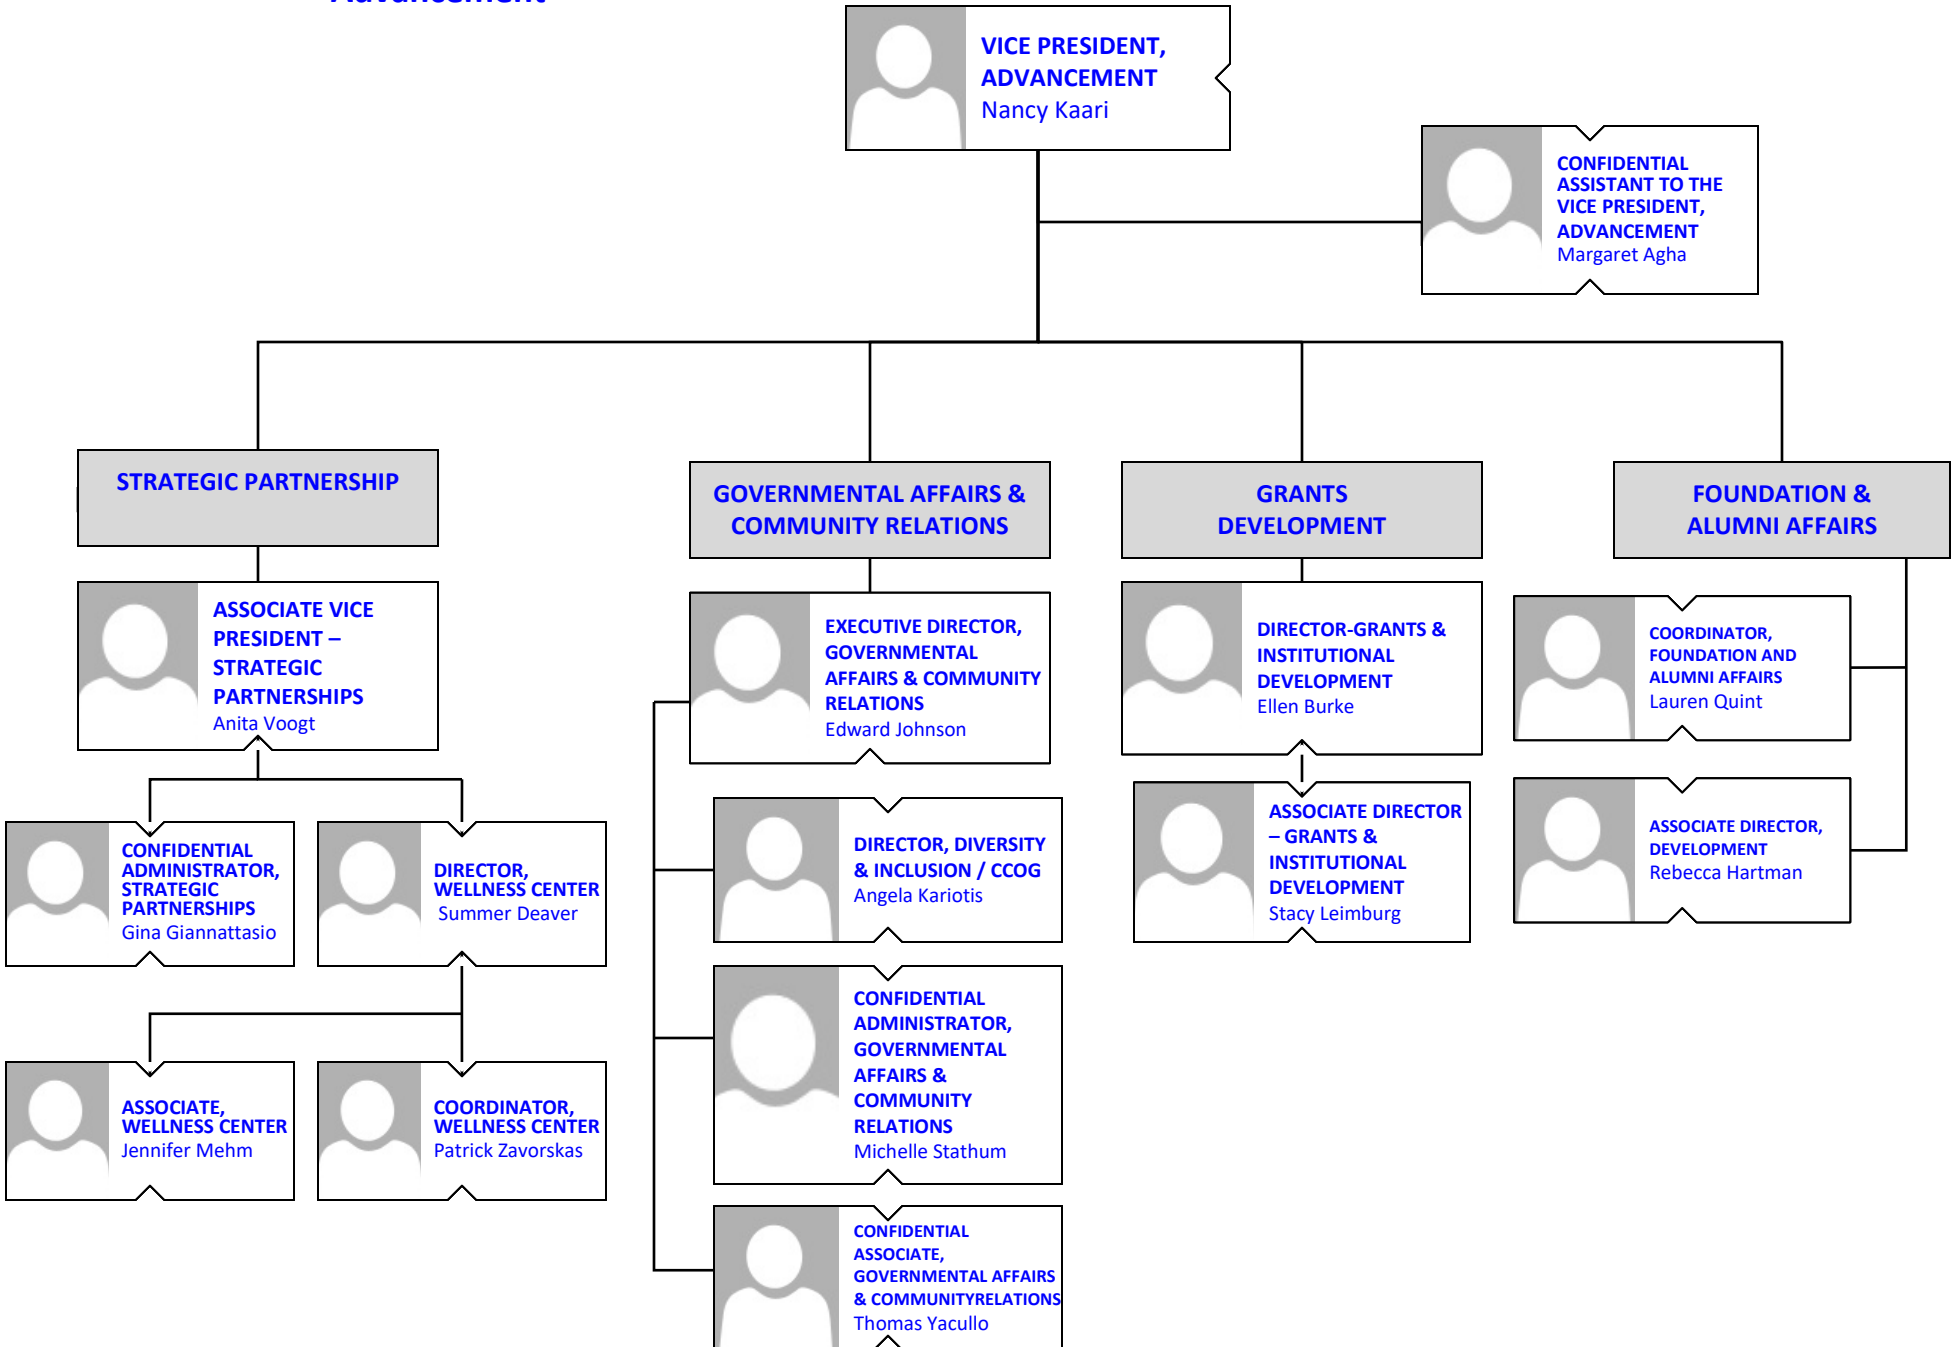 Advancement
VICE PRESIDENT,
ADVANCEMENT
Nancy Kaari
CONFIDENTIAL
ASSISTANT TO THE
VICE PRESIDENT,
ADVANCEMENT
Margaret Agha
STRATEGIC PARTNERSHIP
GOVERNMENTAL AFFAIRS &
COMMUNITY RELATIONS
GRANTS
DEVELOPMENT
FOUNDATION &
ALUMNI AFFAIRS
ASSOCIATE VICE
PRESIDENT –
STRATEGIC
PARTNERSHIPS
Anita Voogt
EXECUTIVE DIRECTOR,
GOVERNMENTAL
AFFAIRS & COMMUNITY
RELATIONS
Edward Johnson
DIRECTOR-GRANTS &
INSTITUTIONAL
DEVELOPMENT
Ellen Burke
COORDINATOR,
FOUNDATION AND
ALUMNI AFFAIRS
Lauren Quint
CONFIDENTIAL
ADMINISTRATOR,
STRATEGIC
PARTNERSHIPS
Gina Giannattasio
DIRECTOR,
WELLNESS CENTER
Summer Deaver
DIRECTOR, DIVERSITY
& INCLUSION / CCOG
Angela Kariotis
ASSOCIATE DIRECTOR
– GRANTS &
INSTITUTIONAL
DEVELOPMENT
Stacy Leimburg
ASSOCIATE DIRECTOR,
DEVELOPMENT
Rebecca Hartman
CONFIDENTIAL
ADMINISTRATOR,
GOVERNMENTAL
AFFAIRS &
COMMUNITY
RELATIONS
Michelle Stathum
ASSOCIATE,
WELLNESS CENTER
Jennifer Mehm
COORDINATOR,
WELLNESS CENTER
Patrick Zavorskas
CONFIDENTIAL
ASSOCIATE,
GOVERNMENTAL AFFAIRS
& COMMUNITYRELATIONS
Thomas Yacullo